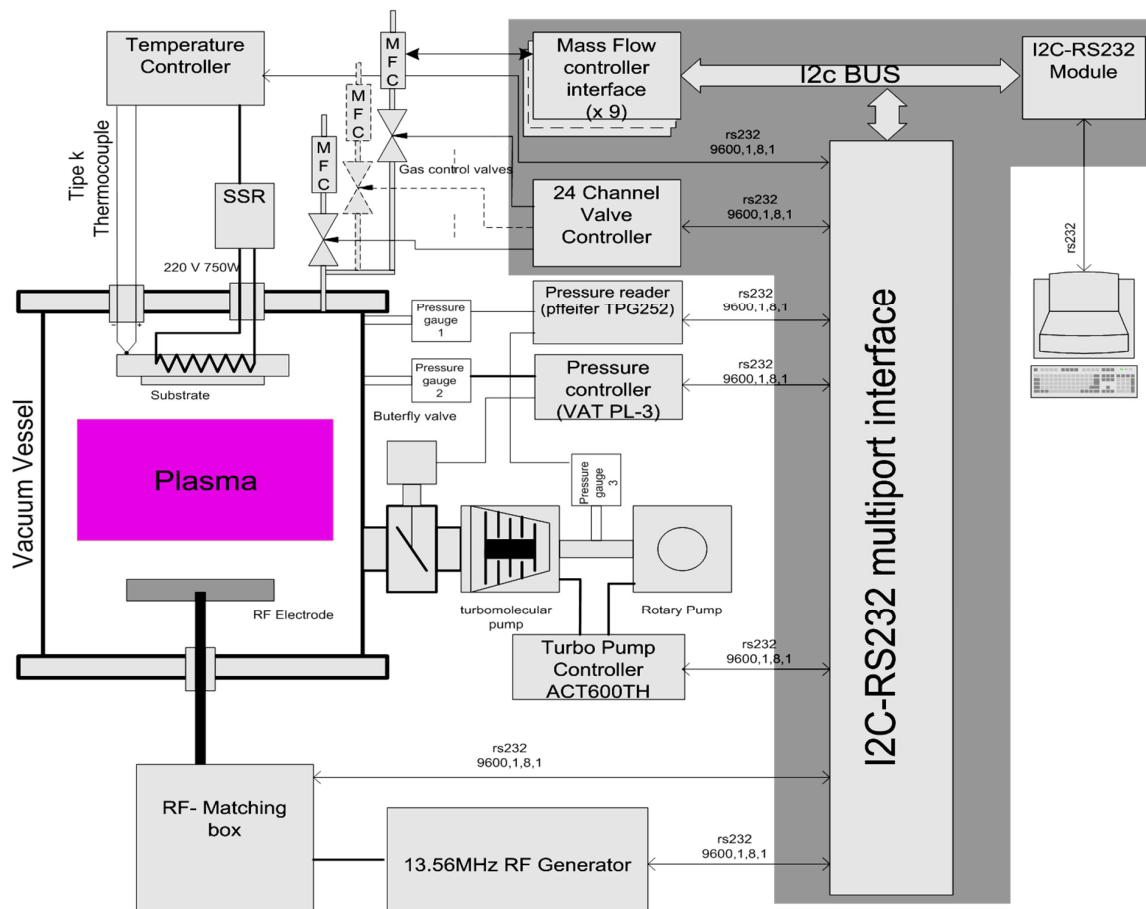 Temperature
Controller
M
F
C
M
F
C
M
F
C
Mass Flow
controller
interface
(x 9)
I2c BUS
I2C-RS232
Module
Tipe k
Thermocouple
SSR
220 V 750W
Gas control valves
24 Channel
Valve
Controller
rs232
9600,1,8,1
rs232
9600,1,8,1
rs232
Pressure
gauge
1
Pressure reader
(pffeifer TPG252)
rs232
9600,1,8,1
Substrate
Pressure
gauge
2
Pressure
controller
(VAT PL-3)
rs232
9600,1,8,1
Buterfly valve
Vacuum Vessel
Plasma
Pressure
gauge
3
I2C-RS232 multiport interface
RF Electrode
turbomolecular
pump
Rotary Pump
Turbo Pump
Controller
ACT600TH
rs232
9600,1,8,1
rs232
9600,1,8,1
RF- Matching
box
13.56MHz RF Generator
rs232
9600,1,8,1
- +